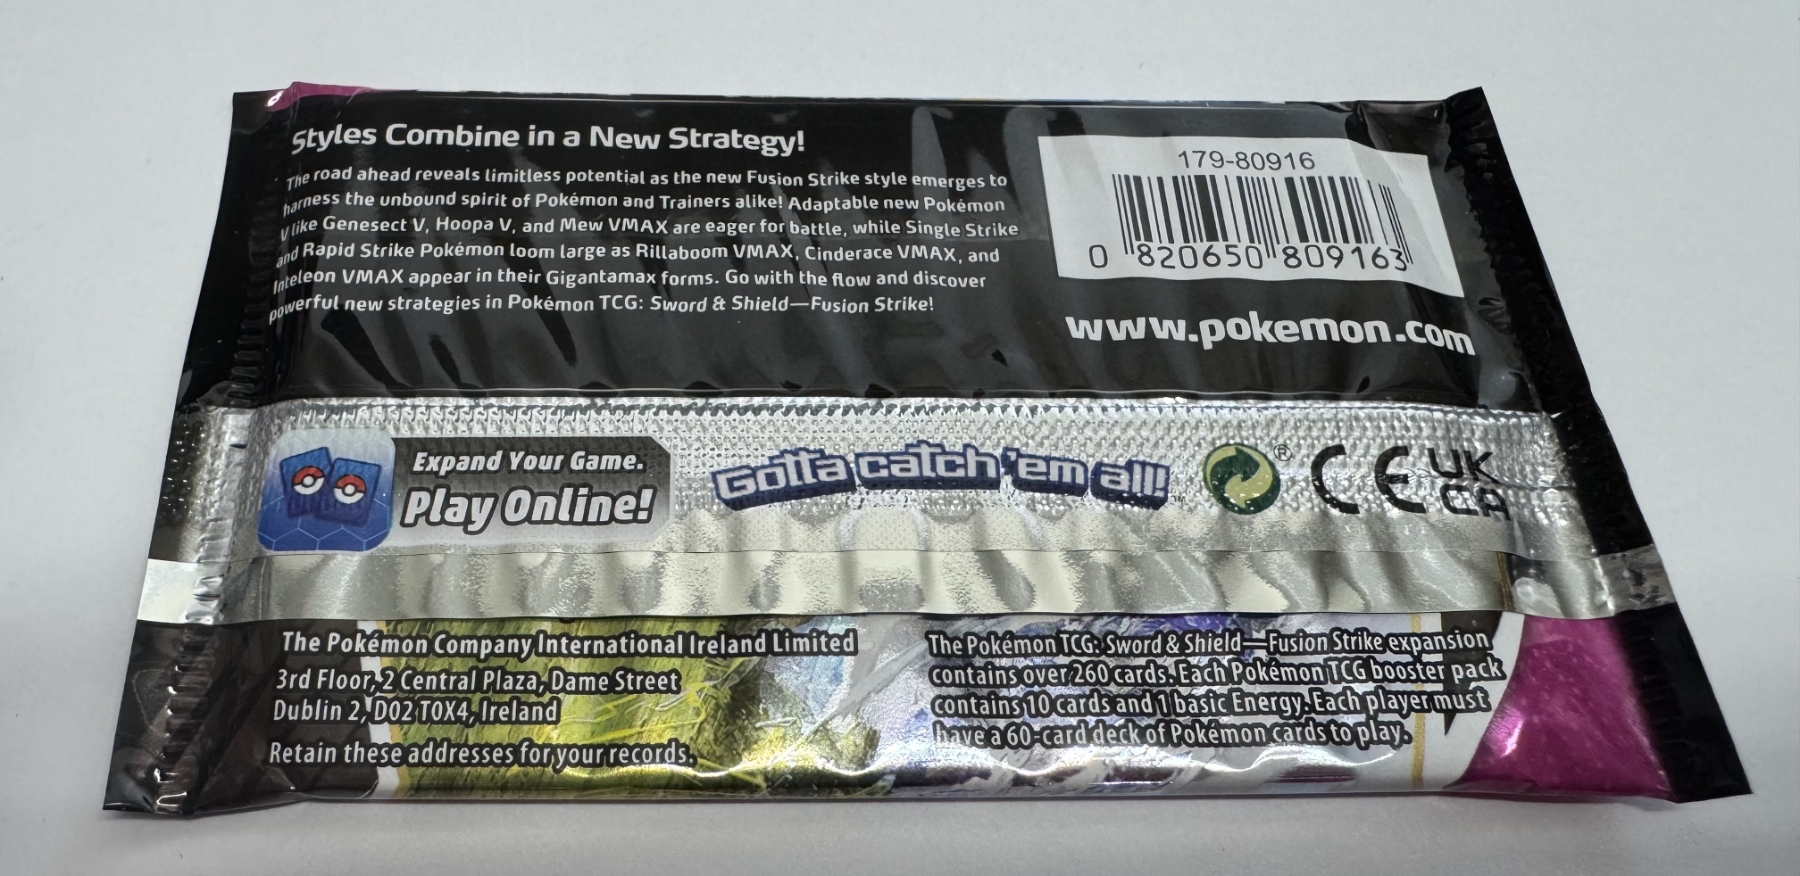 Styles Combine in a New Strategy!
The road ahead reveals limitless potential as the new Fusion Strike style emerges to
harness the unbound spirit of Pokémon and Trainers alike! Adaptable new Pokémon
V like Genesect V, Hoopa V, and Mew VMAX are eager for battle, while Single Strike
and Rapid Strike Pokémon loom large as Rillaboom VMAX, Cinderace VMAX, and
Inteleon VMAX appear in their Gigantamax forms. Go with the flow and discover
powerful new strategies in Pokémon TCG: Sword & Shield—Fusion Strike!
179-80916
0 820650 809163
www.pokemon.com
Expand Your Game.
Play Online!
Gotta catch 'em all!™
®
CE
UK
CA
The Pokémon Company International Ireland Limited
3rd Floor, 2 Central Plaza, Dame Street
Dublin 2, D02 T0X4, Ireland
Retain these addresses for your records.
The Pokémon TCG: Sword & Shield—Fusion Strike expansion
contains over 260 cards. Each Pokémon TCG booster pack
contains 10 cards and 1 basic Energy. Each player must
have a 60-card deck of Pokémon cards to play.